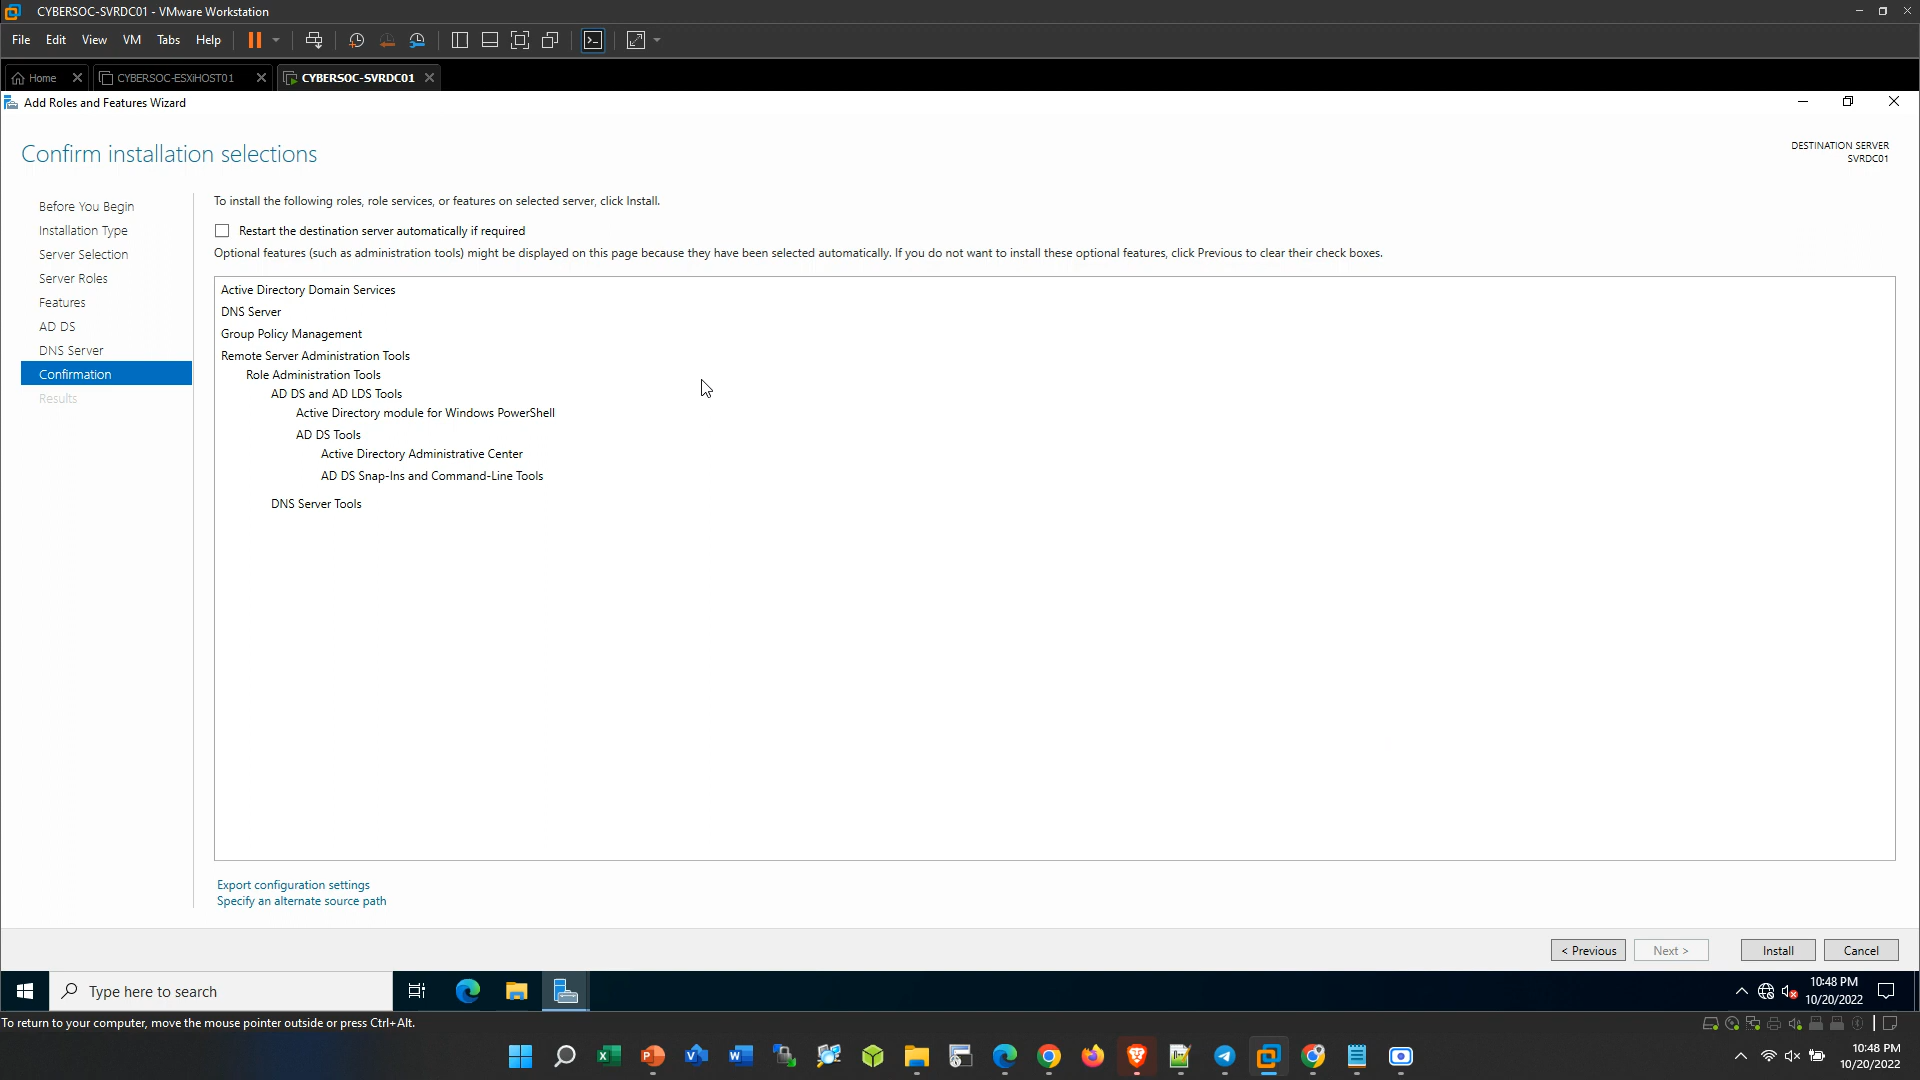 CYBERSOC-SVRDC01 - VMware Workstation
File Edit View VM Tabs Help
Home CYBERSOC-ESXiHOST01 CYBERSOC-SVRDC01
Add Roles and Features Wizard
Confirm installation selections
DESTINATION SERVER
SVRDC01
Before You Begin
Installation Type
Server Selection
Server Roles
Features
AD DS
DNS Server
Confirmation
Results
To install the following roles, role services, or features on selected server, click Install.
Restart the destination server automatically if required
Optional features (such as administration tools) might be displayed on this page because they have been selected automatically. If you do not want to install these optional features, click Previous to clear their check boxes.
Active Directory Domain Services
DNS Server
Group Policy Management
Remote Server Administration Tools
Role Administration Tools
AD DS and AD LDS Tools
Active Directory module for Windows PowerShell
AD DS Tools
Active Directory Administrative Center
AD DS Snap-Ins and Command-Line Tools
DNS Server Tools
Export configuration settings
Specify an alternate source path
< Previous Next > Install Cancel
Type here to search
10:48 PM
10/20/2022
To return to your computer, move the mouse pointer outside or press Ctrl+Alt.
10:48 PM
10/20/2022